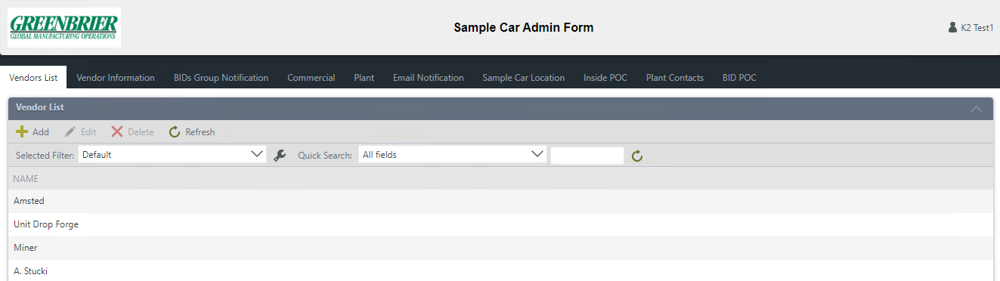 GREENBRIER
GLOBAL MANUFACTURING OPERATIONS
Sample Car Admin Form
K2 Test1
Vendors List Vendor Information BIDs Group Notification Commercial Plant Email Notification Sample Car Location Inside POC Plant Contacts BID POC
Vendor List
Add Edit Delete Refresh
Selected Filter: Default Quick Search: All fields
NAME
Amsted
Unit Drop Forge
Miner
A. Stucki